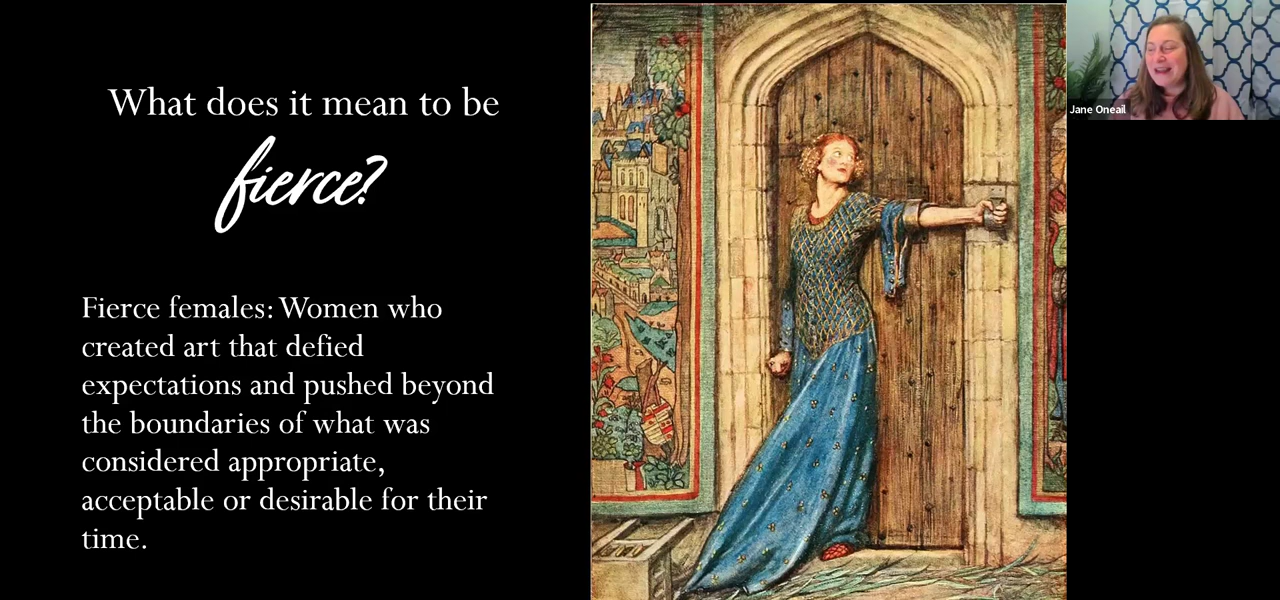 What does it mean to be
fierce?
Fierce females: Women who
created art that defied
expectations and pushed beyond
the boundaries of what was
considered appropriate,
acceptable or desirable for their
time.
Jane Oneail